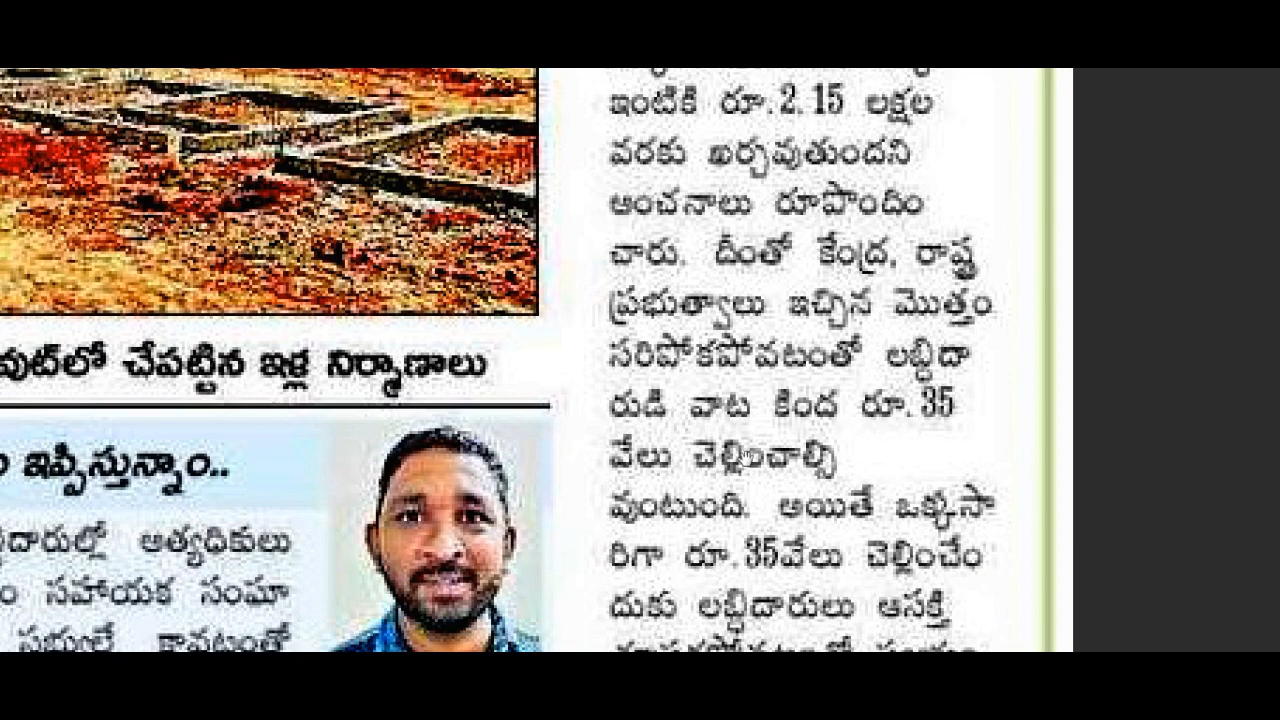 వుట్‌లో చేపట్టిన ఇళ్ల నిర్మాణాలు
ఇప్పిస్తున్నాం..
అత్యధికులు
సహాయక సంఘా
కావటంతో
ఇంటికి రూ.2.15 లక్షల
వరకు ఖర్చవుతుందని
అంచనాలు రూపొందిం
చారు. దీంతో కేంద్ర, రాష్ట్ర
ప్రభుత్వాలు ఇచ్చిన మొత్తం
సరిపోకపోవటంతో లబ్ధిదా
రుడి వాట కింద రూ.35
వేలు చెల్లించాల్సి
వుంటుంది. అయితే ఒక్కసా
రిగా రూ.35వేలు చెల్లించేం
దుకు లబ్ధిదారులు ఆసక్తి